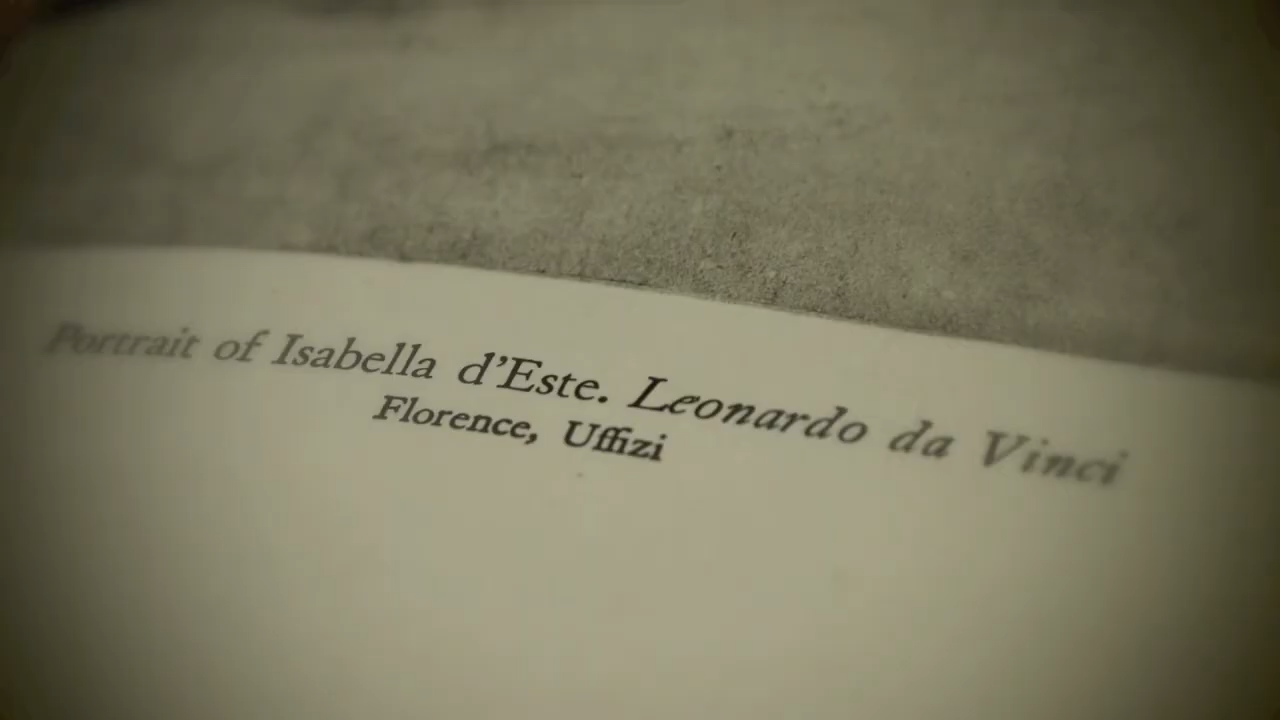 Portrait of Isabella d'Este. Leonardo da Vinci
Florence, Uffizi